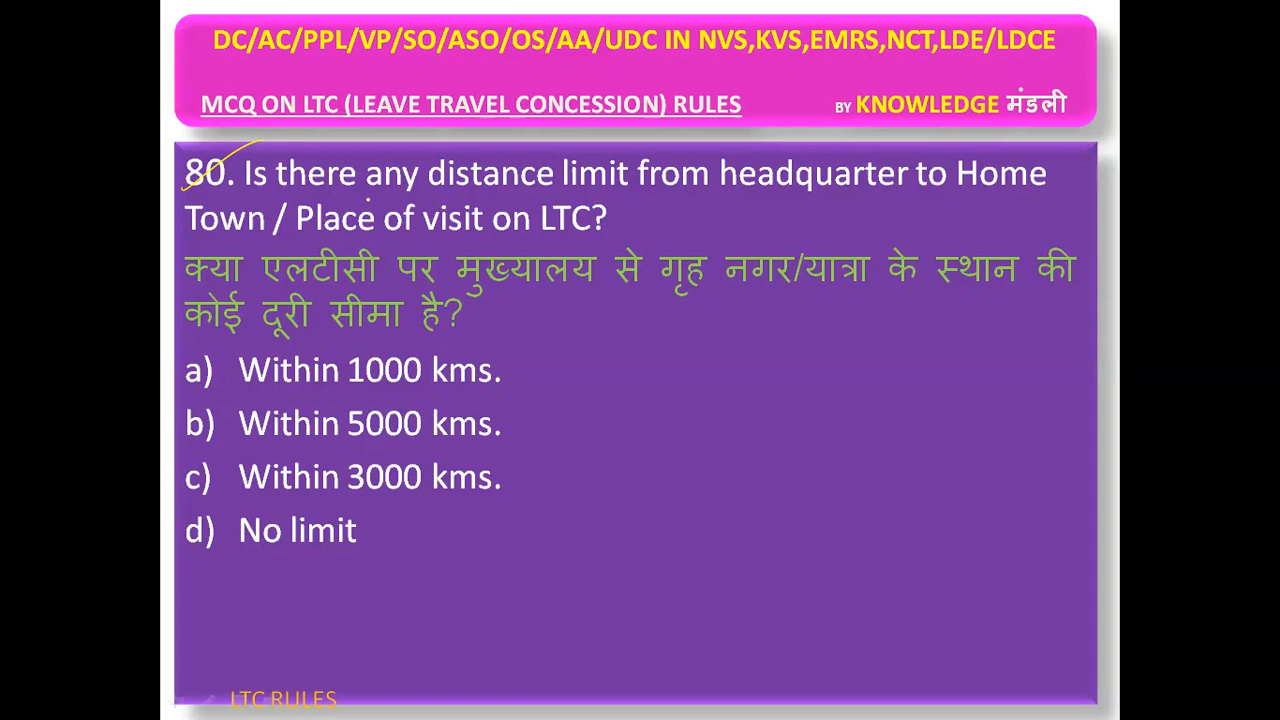 DC/AC/PPL/VP/SO/ASO/OS/AA/UDC IN NVS,KVS,EMRS,NCT,LDE/LDCE
MCQ ON LTC (LEAVE TRAVEL CONCESSION) RULES BY KNOWLEDGE मंडली
80. Is there any distance limit from headquarter to Home
Town / Place of visit on LTC?
क्या एलटीसी पर मुख्यालय से गृह नगर/यात्रा के स्थान की
कोई दूरी सीमा है?
a) Within 1000 kms.
b) Within 5000 kms.
c) Within 3000 kms.
d) No limit
LTC RULES